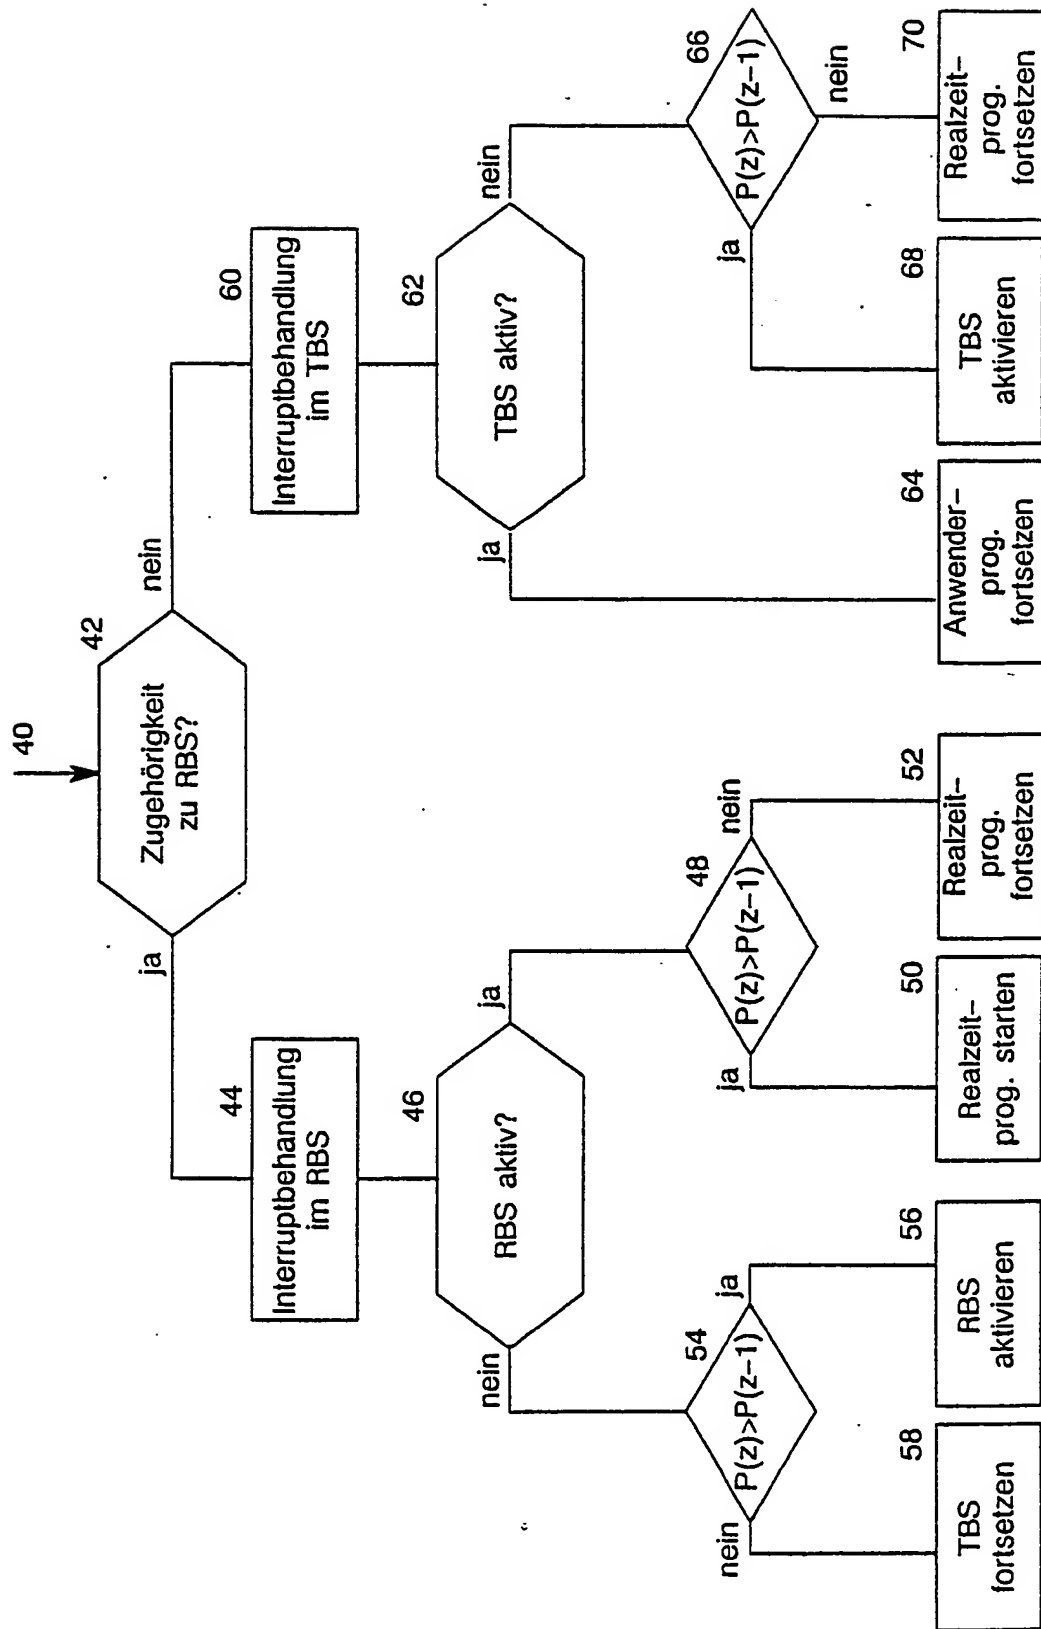 40
42
Zugehörigkeit
zu RBS?
ja
nein
44
Interruptbehandlung
im RBS
60
Interruptbehandlung
im TBS
46
RBS aktiv?
nein
ja
62
TBS aktiv?
ja
nein
54
P(z)>P(z−1)
nein
ja
48
P(z)>P(z−1)
ja
nein
66
P(z)>P(z−1)
ja
nein
58
TBS
fortsetzen
56
RBS
aktivieren
50
Realzeit–
prog. starten
52
Realzeit–
prog.
fortsetzen
64
Anwender–
prog.
fortsetzen
68
TBS
aktivieren
70
Realzeit–
prog.
fortsetzen